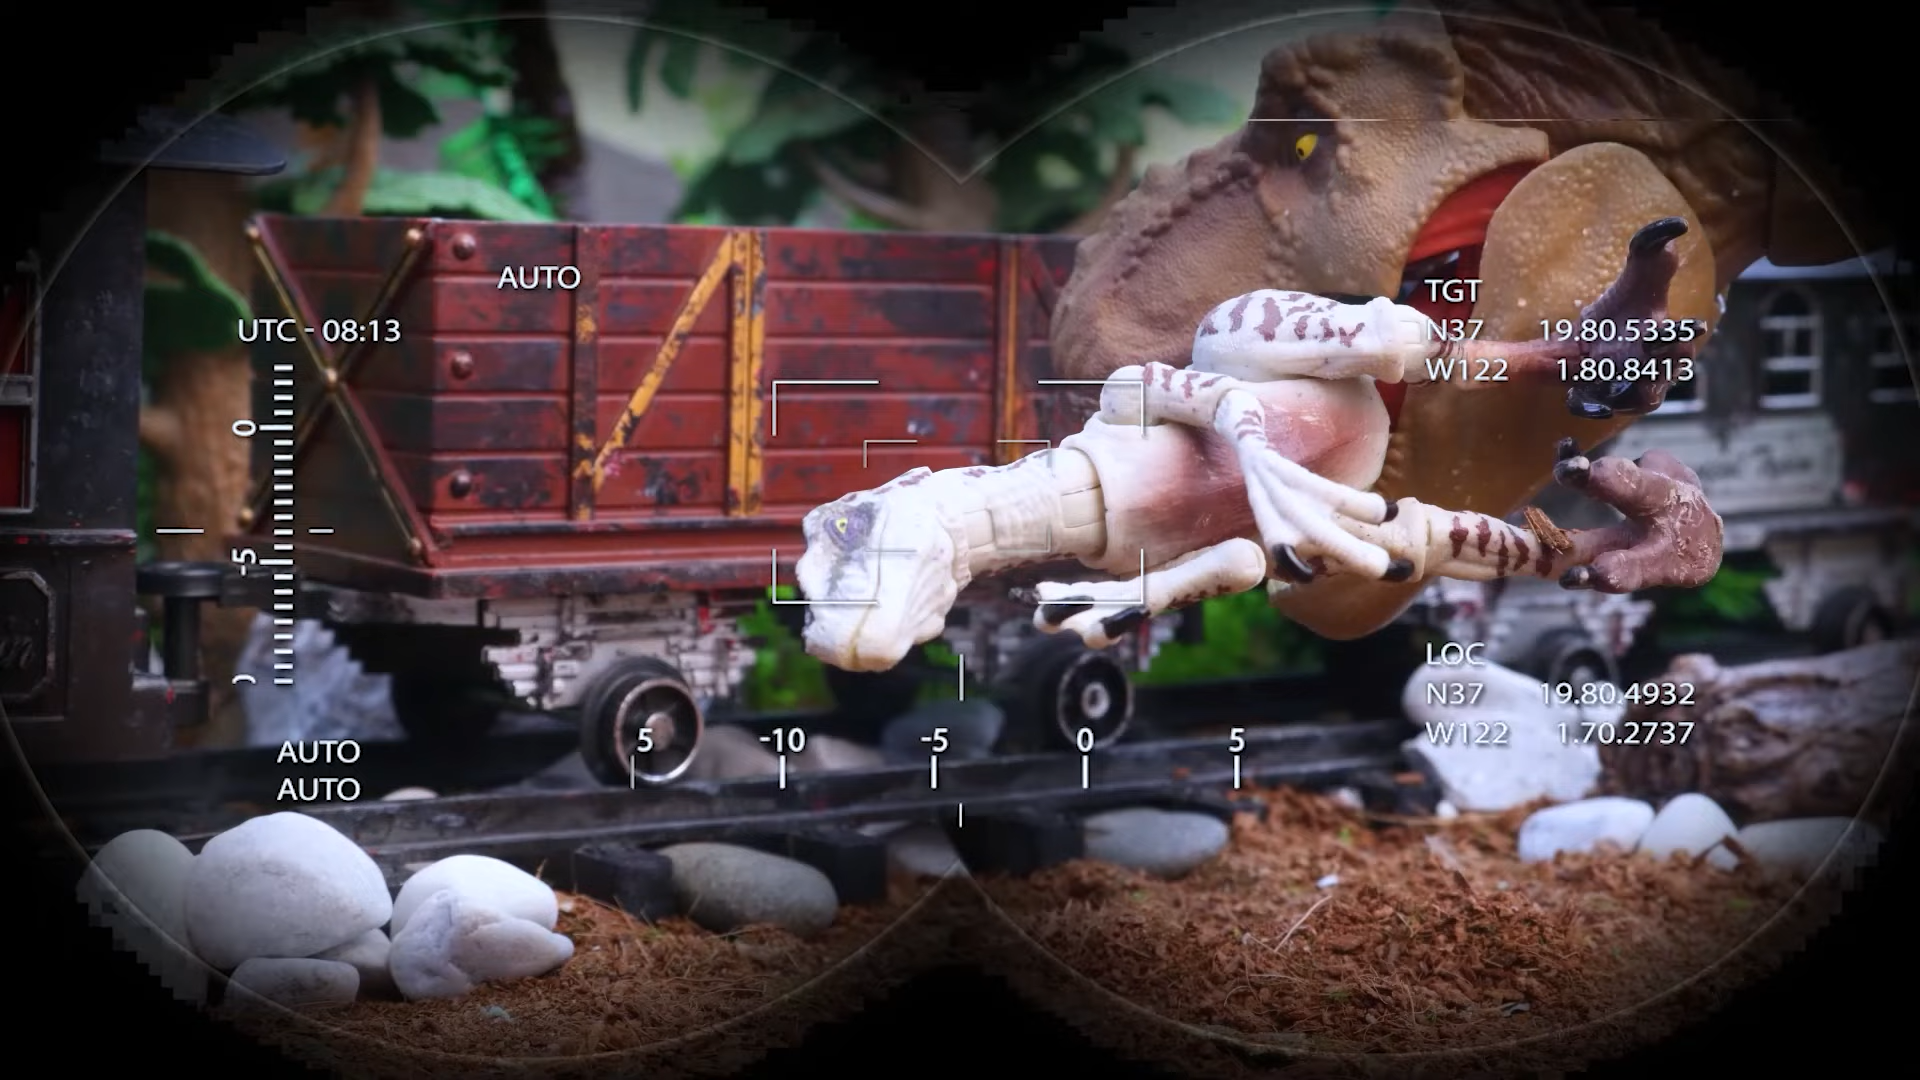 AUTO
UTC - 08:13
TGT
N37 19.80.5335
W122 1.80.8413
0
-5
LOC
N37 19.80.4932
W122 1.70.2737
5 -10 -5 0 5
AUTO
AUTO